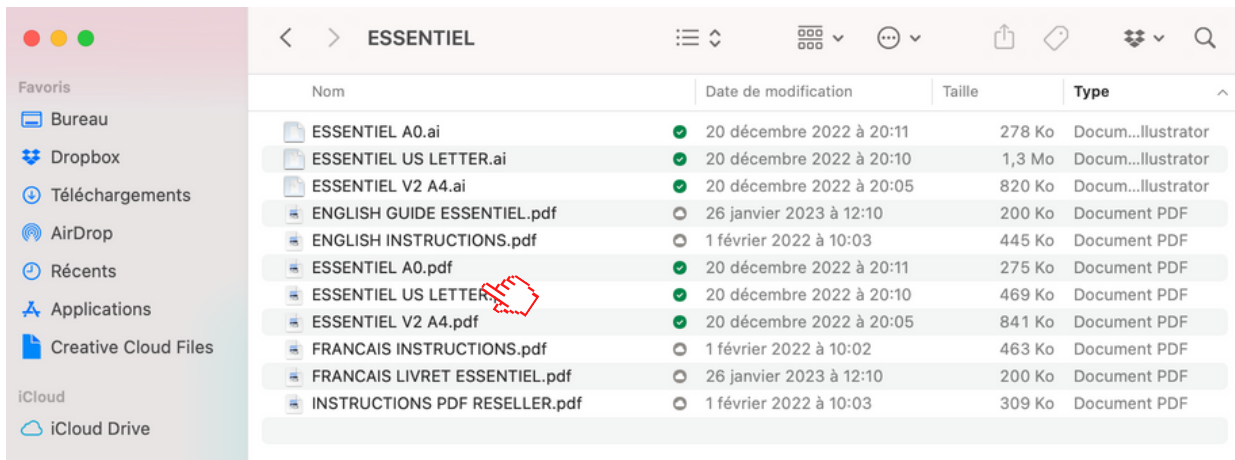 ESSENTIEL
Favoris
Bureau
Dropbox
Téléchargements
AirDrop
Récents
Applications
Creative Cloud Files
iCloud
iCloud Drive
Nom Date de modification Taille Type
ESSENTIEL A0.ai 20 décembre 2022 à 20:11 278 Ko Docum...llustrator
ESSENTIEL US LETTER.ai 20 décembre 2022 à 20:10 1,3 Mo Docum...llustrator
ESSENTIEL V2 A4.ai 20 décembre 2022 à 20:05 820 Ko Docum...llustrator
ENGLISH GUIDE ESSENTIEL.pdf 26 janvier 2023 à 12:10 200 Ko Document PDF
ENGLISH INSTRUCTIONS.pdf 1 février 2022 à 10:03 445 Ko Document PDF
ESSENTIEL A0.pdf 20 décembre 2022 à 20:11 275 Ko Document PDF
ESSENTIEL US LETTER. 20 décembre 2022 à 20:10 469 Ko Document PDF
ESSENTIEL V2 A4.pdf 20 décembre 2022 à 20:05 841 Ko Document PDF
FRANCAIS INSTRUCTIONS.pdf 1 février 2022 à 10:02 463 Ko Document PDF
FRANCAIS LIVRET ESSENTIEL.pdf 26 janvier 2023 à 12:10 200 Ko Document PDF
INSTRUCTIONS PDF RESELLER.pdf 1 février 2022 à 10:03 309 Ko Document PDF